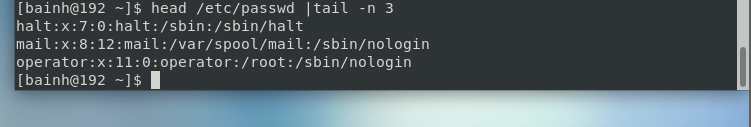 [bainh@192 ~]$ head /etc/passwd |tail -n 3
halt:x:7:0:halt:/sbin:/sbin/halt
mail:x:8:12:mail:/var/spool/mail:/sbin/nologin
operator:x:11:0:operator:/root:/sbin/nologin
[bainh@192 ~]$